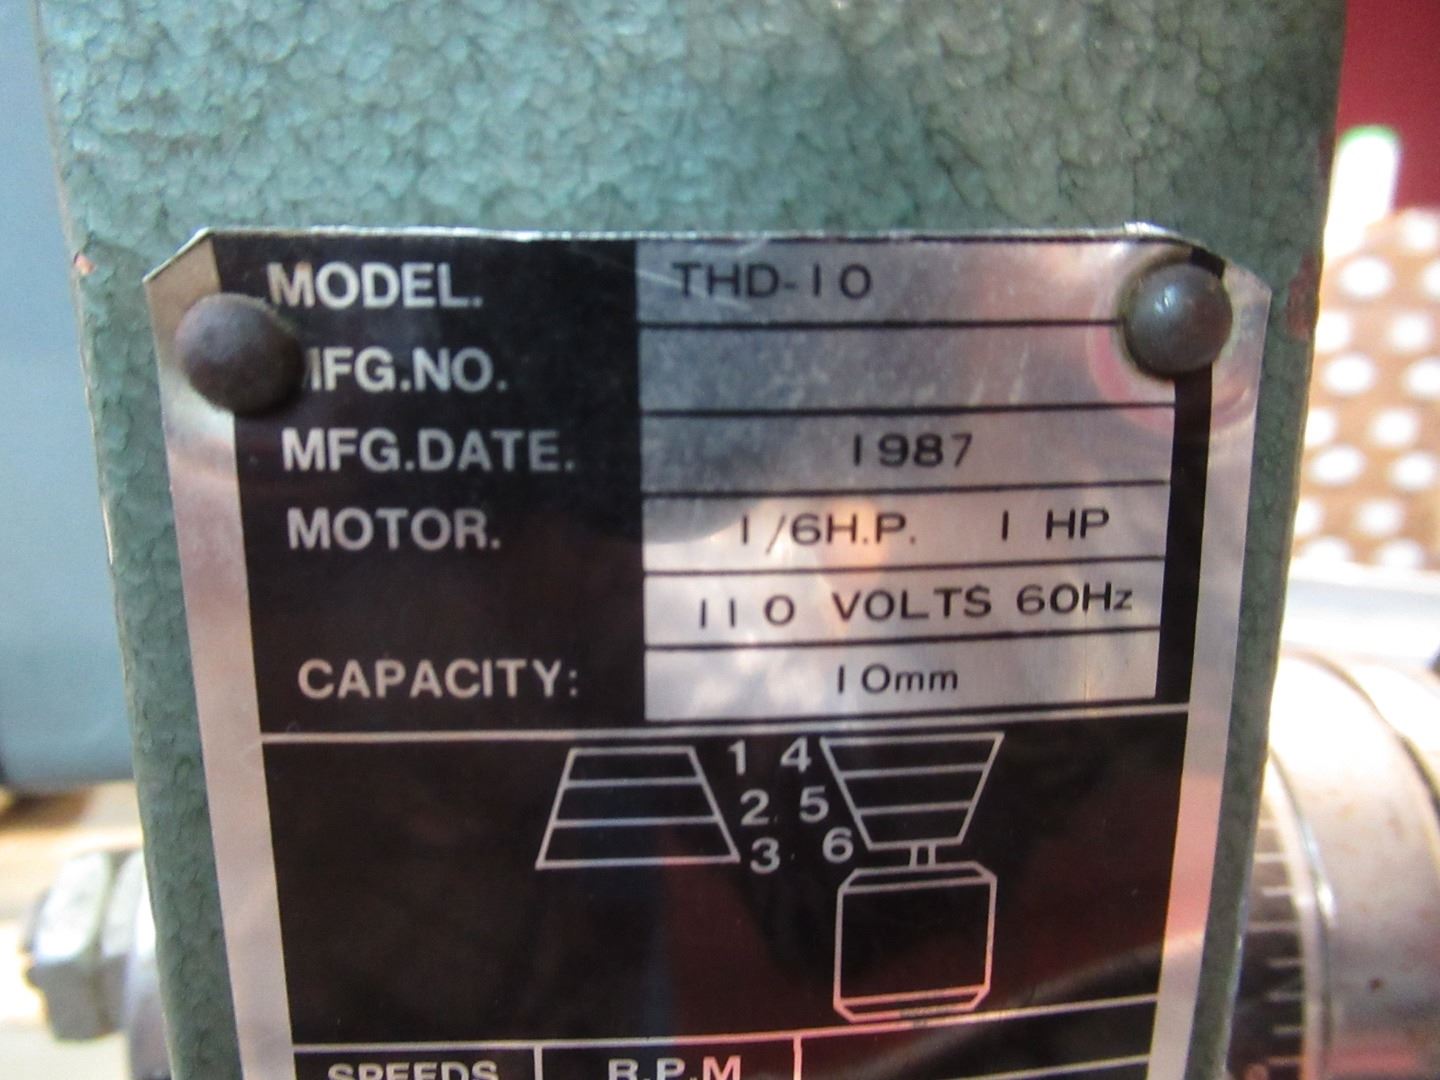 MODEL. THD-10
MFG.NO.
MFG.DATE. 1987
MOTOR. 1/6H.P. 1 HP
110 VOLTS 60Hz
CAPACITY: 10mm
1 4
2 5
3 6
SPEEDS R.P.M